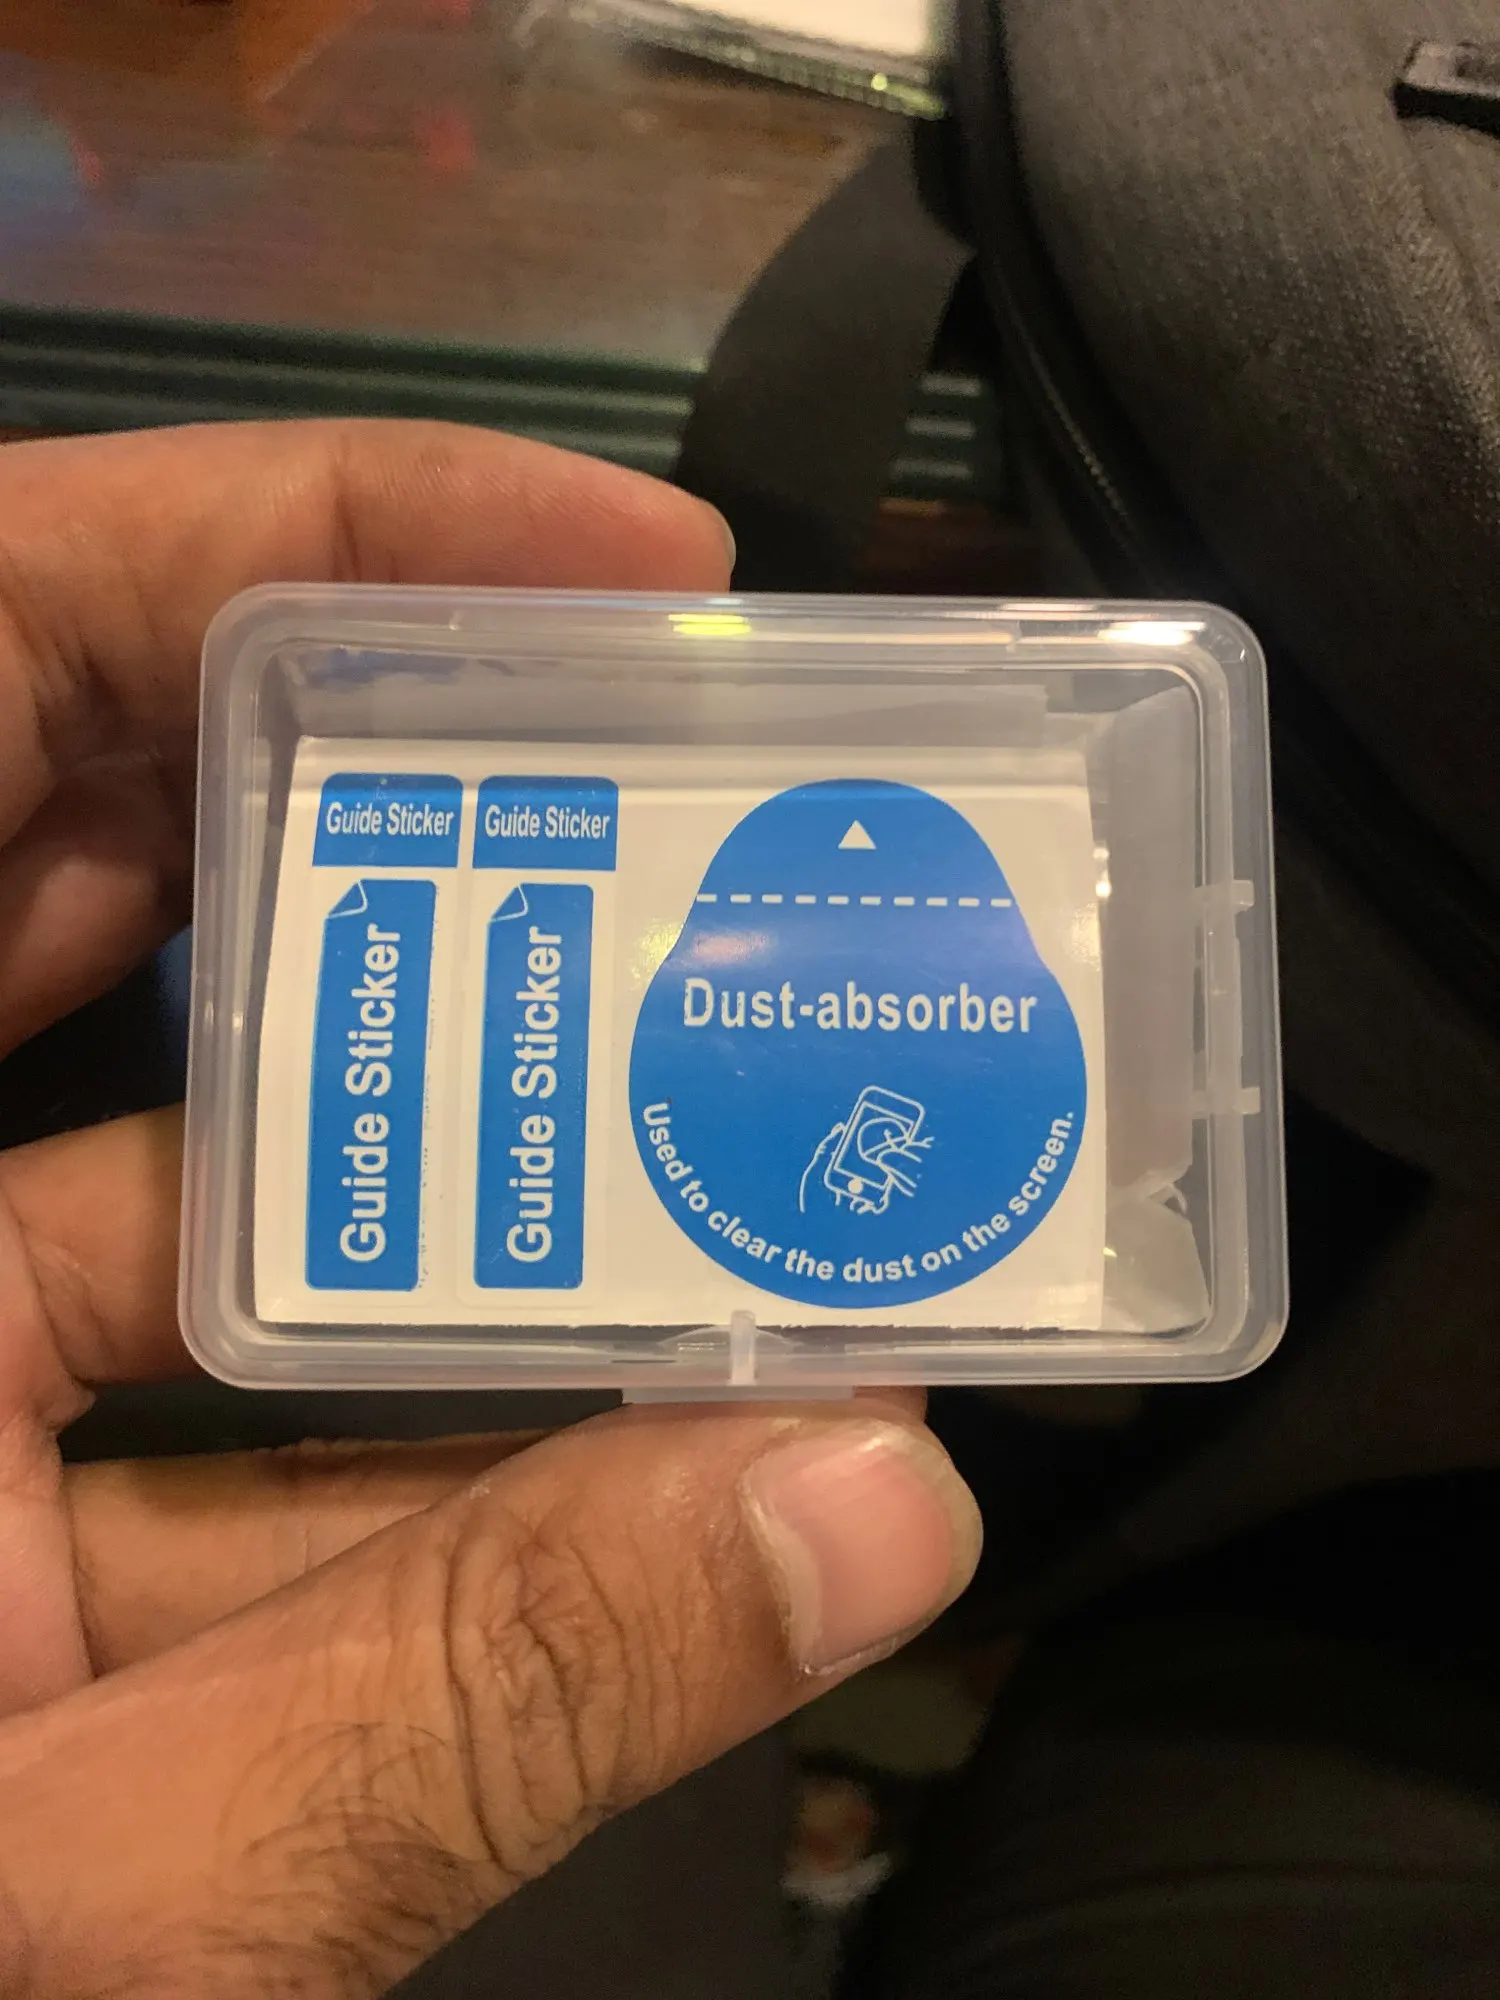 Guide Sticker
Guide Sticker
Guide Sticker
Guide Sticker
Dust-absorber
Used to clear the dust on the screen.